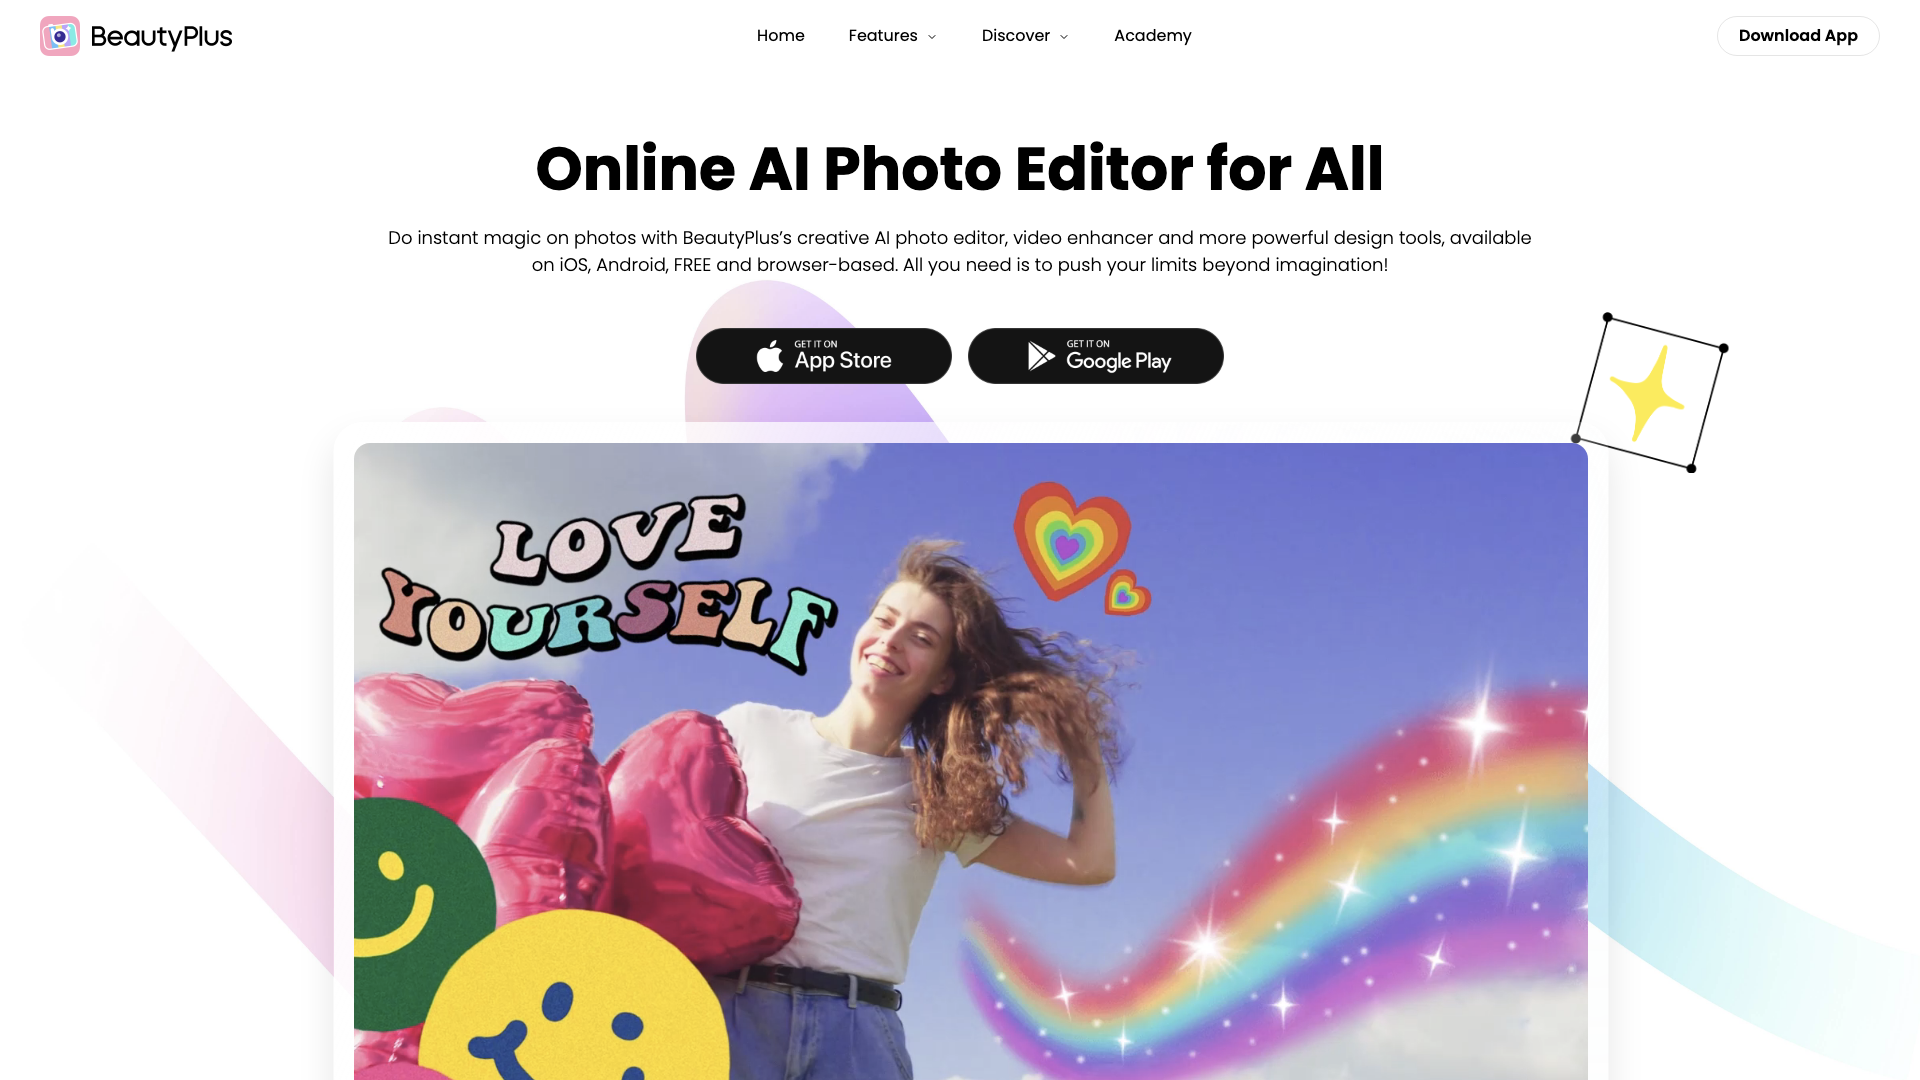 BeautyPlus
Home
Features
Discover
Academy
Download App
Online AI Photo Editor for All
Do instant magic on photos with BeautyPlus’s creative AI photo editor, video enhancer and more powerful design tools, available
on iOS, Android, FREE and browser-based. All you need is to push your limits beyond imagination!
GET IT ON
App Store
GET IT ON
Google Play
LOVE
YOURSELF